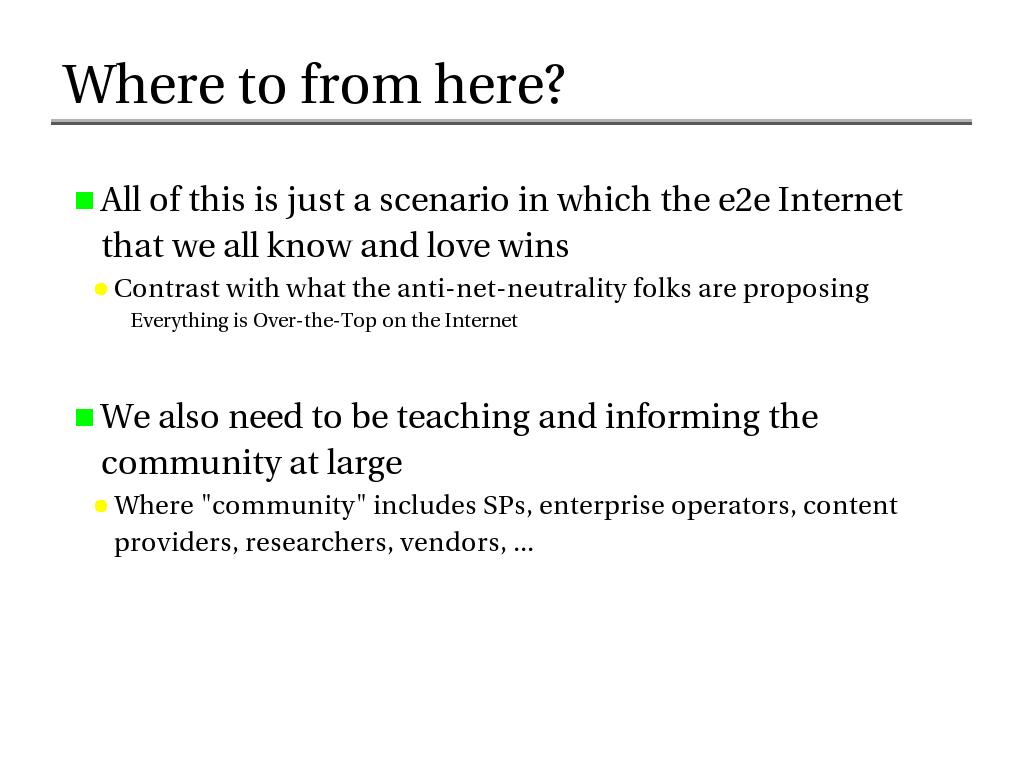 Where to from here?
All of this is just a scenario in which the e2e Internet
that we all know and love wins
Contrast with what the anti-net-neutrality folks are proposing
Everything is Over-the-Top on the Internet
We also need to be teaching and informing the
community at large
Where "community" includes SPs, enterprise operators, content
providers, researchers, vendors, ...